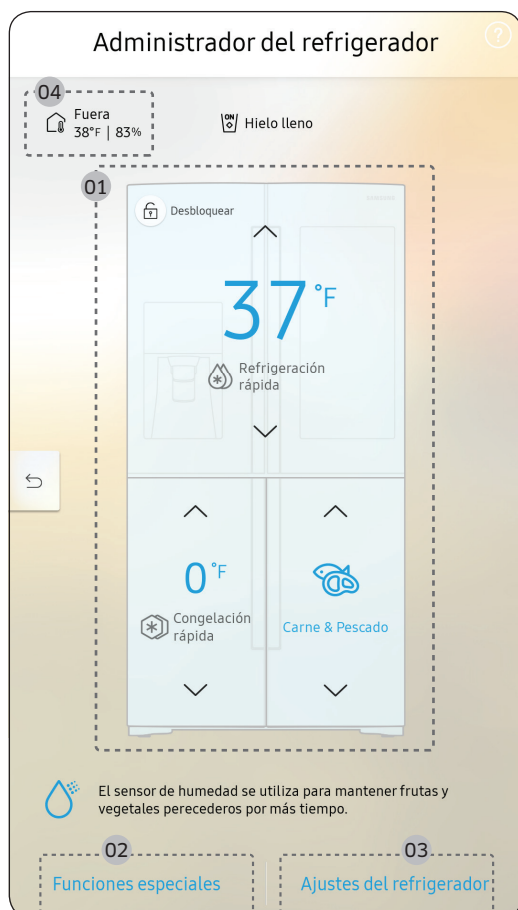 Administrador del refrigerador
?
04
Fuera
38°F | 83%
ON
Hielo lleno
01
Desbloquear
SAMSUNG
37 °F
Refrigeración
rápida
0 °F
Congelación
rápida
Carne & Pescado
El sensor de humedad se utiliza para mantener frutas y
vegetales perecederos por más tiempo.
02
03
Funciones especiales
Ajustes del refrigerador